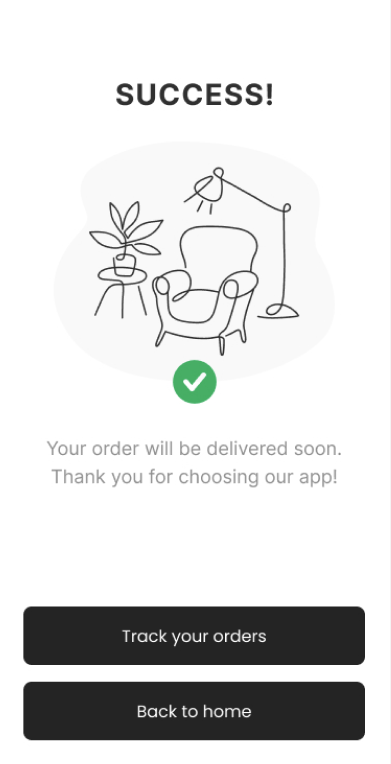 SUCCESS!
Your order will be delivered soon.
Thank you for choosing our app!
Track your orders
Back to home